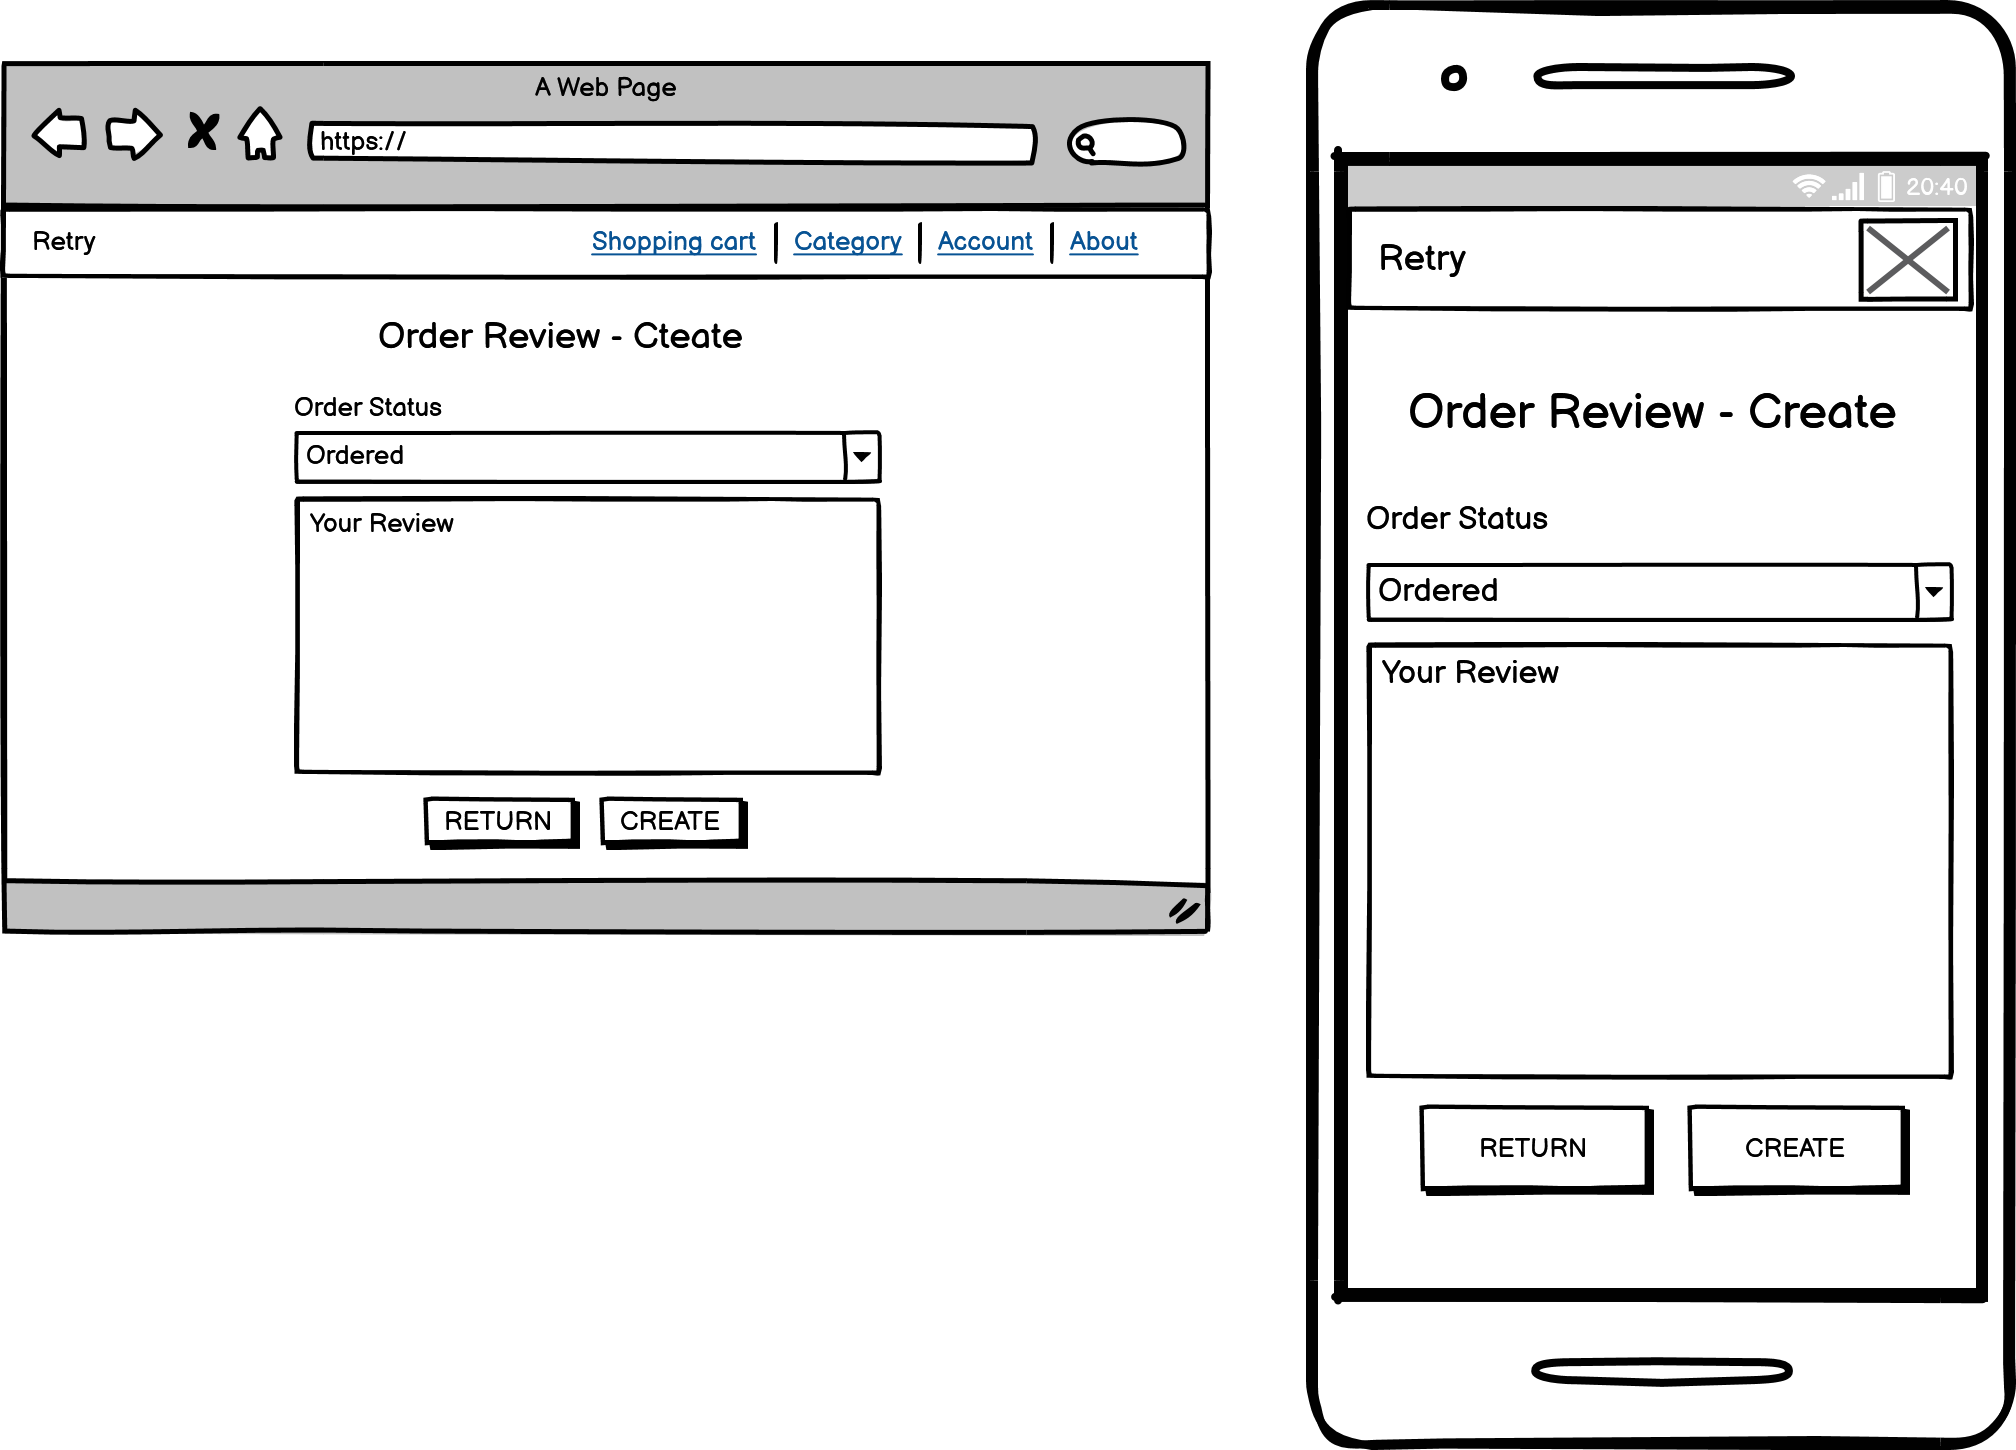 A Web Page
https://
Retry
Shopping cart
Category
Account
About
Order Review - Cteate
Order Status
Ordered
Your Review
RETURN
CREATE
20:40
Retry
Order Review - Create
Order Status
Ordered
Your Review
RETURN
CREATE